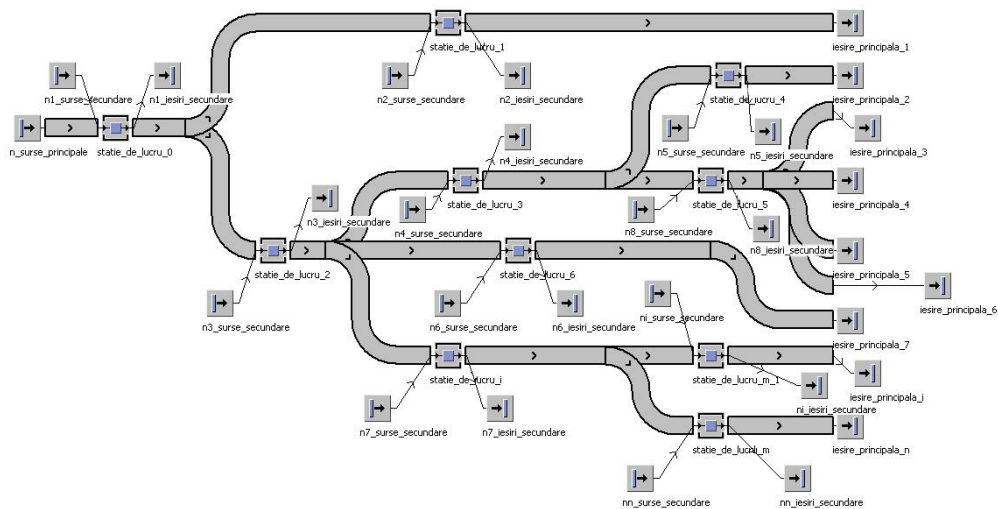 statie_de_lucru_1
iesire_principala_1
n2_surse_secundare
n2_iesiri_secundare
n1_surse_secundare
n1_iesiri_secundare
statie_de_lucru_4
iesire_principala_2
n_surse_principale
statie_de_lucru_0
n5_surse_secundare
n5_iesiri_secundare
iesire_principala_3
n4_iesiri_secundare
statie_de_lucru_3
statie_de_lucru_5
iesire_principala_4
n3_iesiri_secundare
n4_surse_secundare
n8_surse_secundare
n8_iesiri_secundare
statie_de_lucru_2
statie_de_lucru_6
iesire_principala_5
iesire_principala_6
n3_surse_secundare
n6_surse_secundare
n6_iesiri_secundare
ni_surse_secundare
iesire_principala_7
statie_de_lucru_i
statie_de_lucru_m_1
iesire_principala_i
ni_iesiri_secundare
n7_surse_secundare
n7_iesiri_secundare
statie_de_lucru_m
iesire_principala_n
nn_surse_secundare
nn_iesiri_secundare